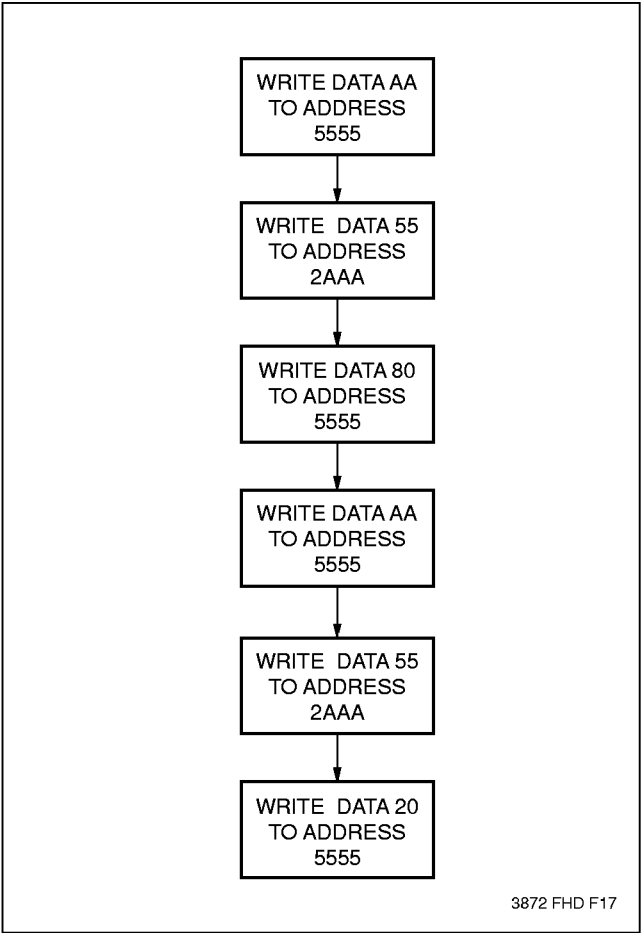 WRITE DATA AA
TO ADDRESS
5555
WRITE DATA 55
TO ADDRESS
2AAA
WRITE DATA 80
TO ADDRESS
5555
WRITE DATA AA
TO ADDRESS
5555
WRITE DATA 55
TO ADDRESS
2AAA
WRITE DATA 20
TO ADDRESS
5555
3872 FHD F17